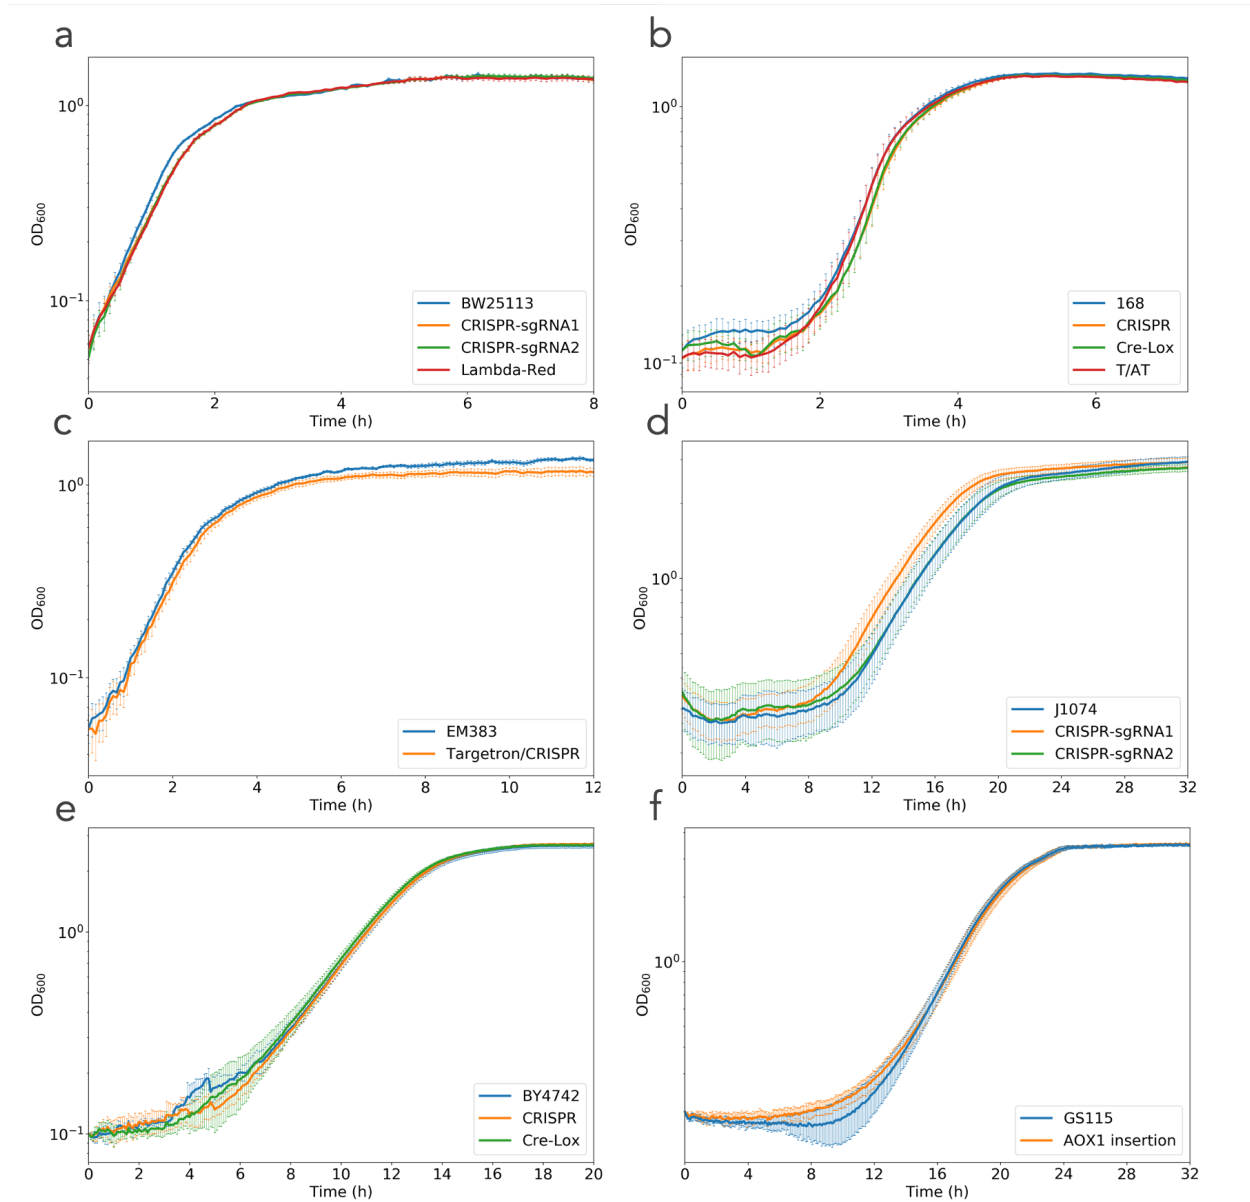 a
10⁰
10⁻¹
OD₆₀₀
BW25113
CRISPR-sgRNA1
CRISPR-sgRNA2
Lambda-Red
0 2 4 6 8
Time (h)
b
10⁰
10⁻¹
OD₆₀₀
168
CRISPR
Cre-Lox
T/AT
0 2 4 6
Time (h)
c
10⁰
10⁻¹
OD₆₀₀
EM383
Targetron/CRISPR
0 2 4 6 8 10 12
Time (h)
d
10⁰
OD₆₀₀
J1074
CRISPR-sgRNA1
CRISPR-sgRNA2
0 4 8 12 16 20 24 28 32
Time (h)
e
10⁰
10⁻¹
OD₆₀₀
BY4742
CRISPR
Cre-Lox
0 2 4 6 8 10 12 14 16 18 20
Time (h)
f
10⁰
OD₆₀₀
GS115
AOX1 insertion
0 4 8 12 16 20 24 28 32
Time (h)